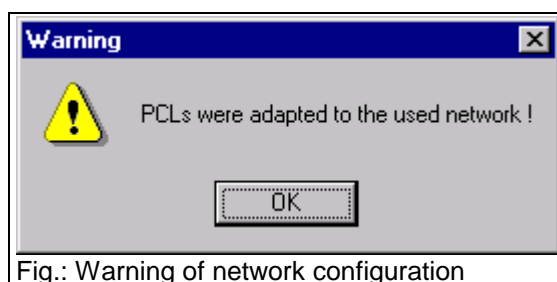 Warning
PCLs were adapted to the used network !
OK
Fig.: Warning of network configuration